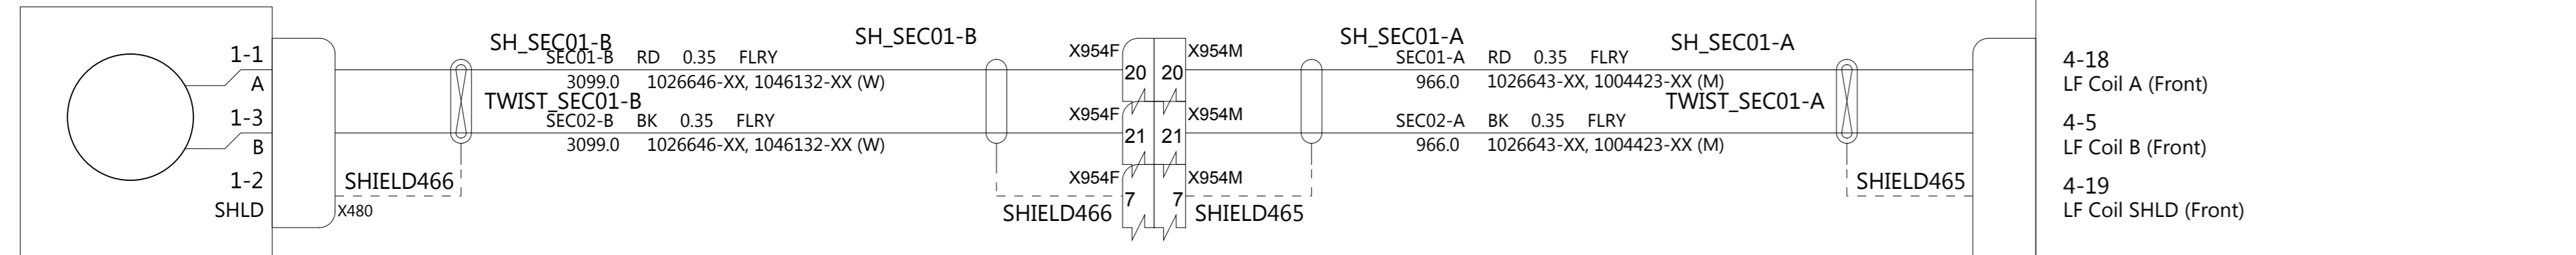 1-1
A
1-3
B
1-2
SHLD
X480
SHIELD466
SH_SEC01-B
SEC01-B RD 0.35 FLRY
3099.0 1026646-XX, 1046132-XX (W)
TWIST_SEC01-B
SEC02-B BK 0.35 FLRY
3099.0 1026646-XX, 1046132-XX (W)
SH_SEC01-B
SHIELD466
X954F
20 20
X954M
X954F
21 21
X954M
X954F
7 7
X954M
SHIELD465
SH_SEC01-A
SEC01-A RD 0.35 FLRY
966.0 1026643-XX, 1004423-XX (M)
SEC02-A BK 0.35 FLRY
966.0 1026643-XX, 1004423-XX (M)
SH_SEC01-A
TWIST_SEC01-A
SHIELD465
4-18
LF Coil A (Front)
4-5
LF Coil B (Front)
4-19
LF Coil SHLD (Front)